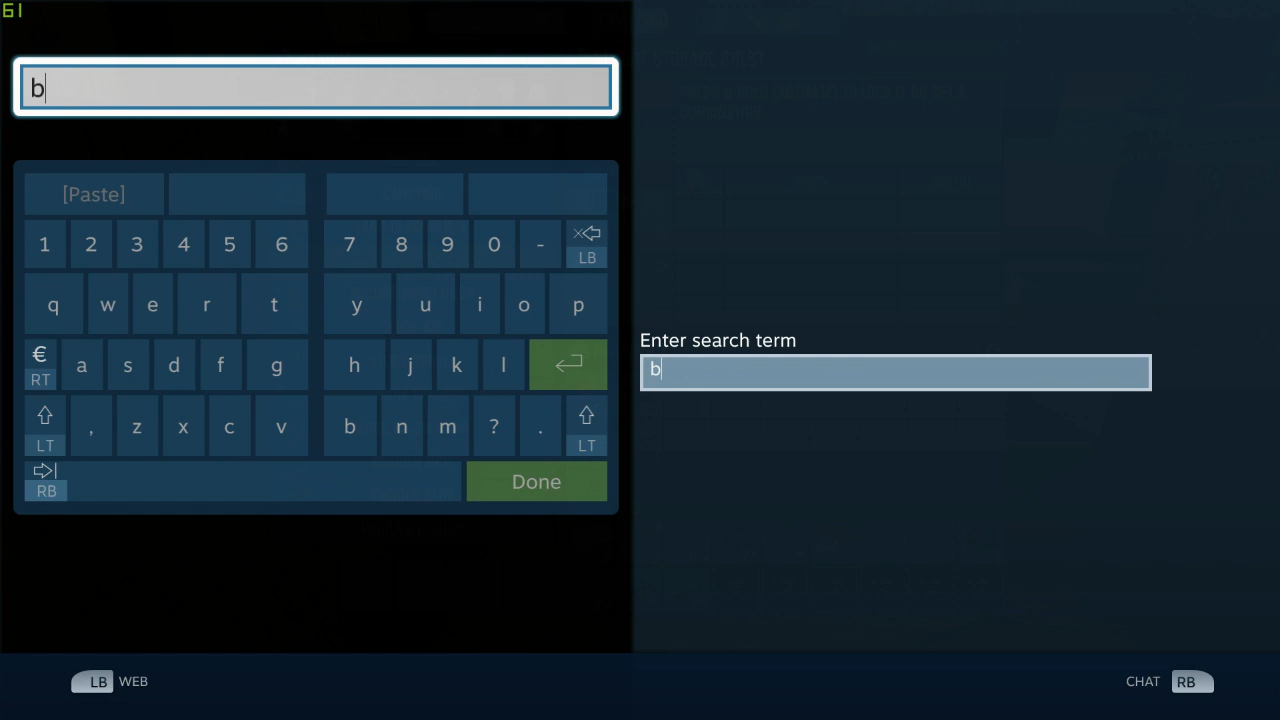 61
b
[Paste]
1 2 3 4 5 6 7 8 9 0 -
LB
q w e r t y u i o p
€
RT
a s d f g h j k l
LT
, z x c v b n m ? .
LT
RB
Done
Enter search term
b
LB WEB
CHAT RB